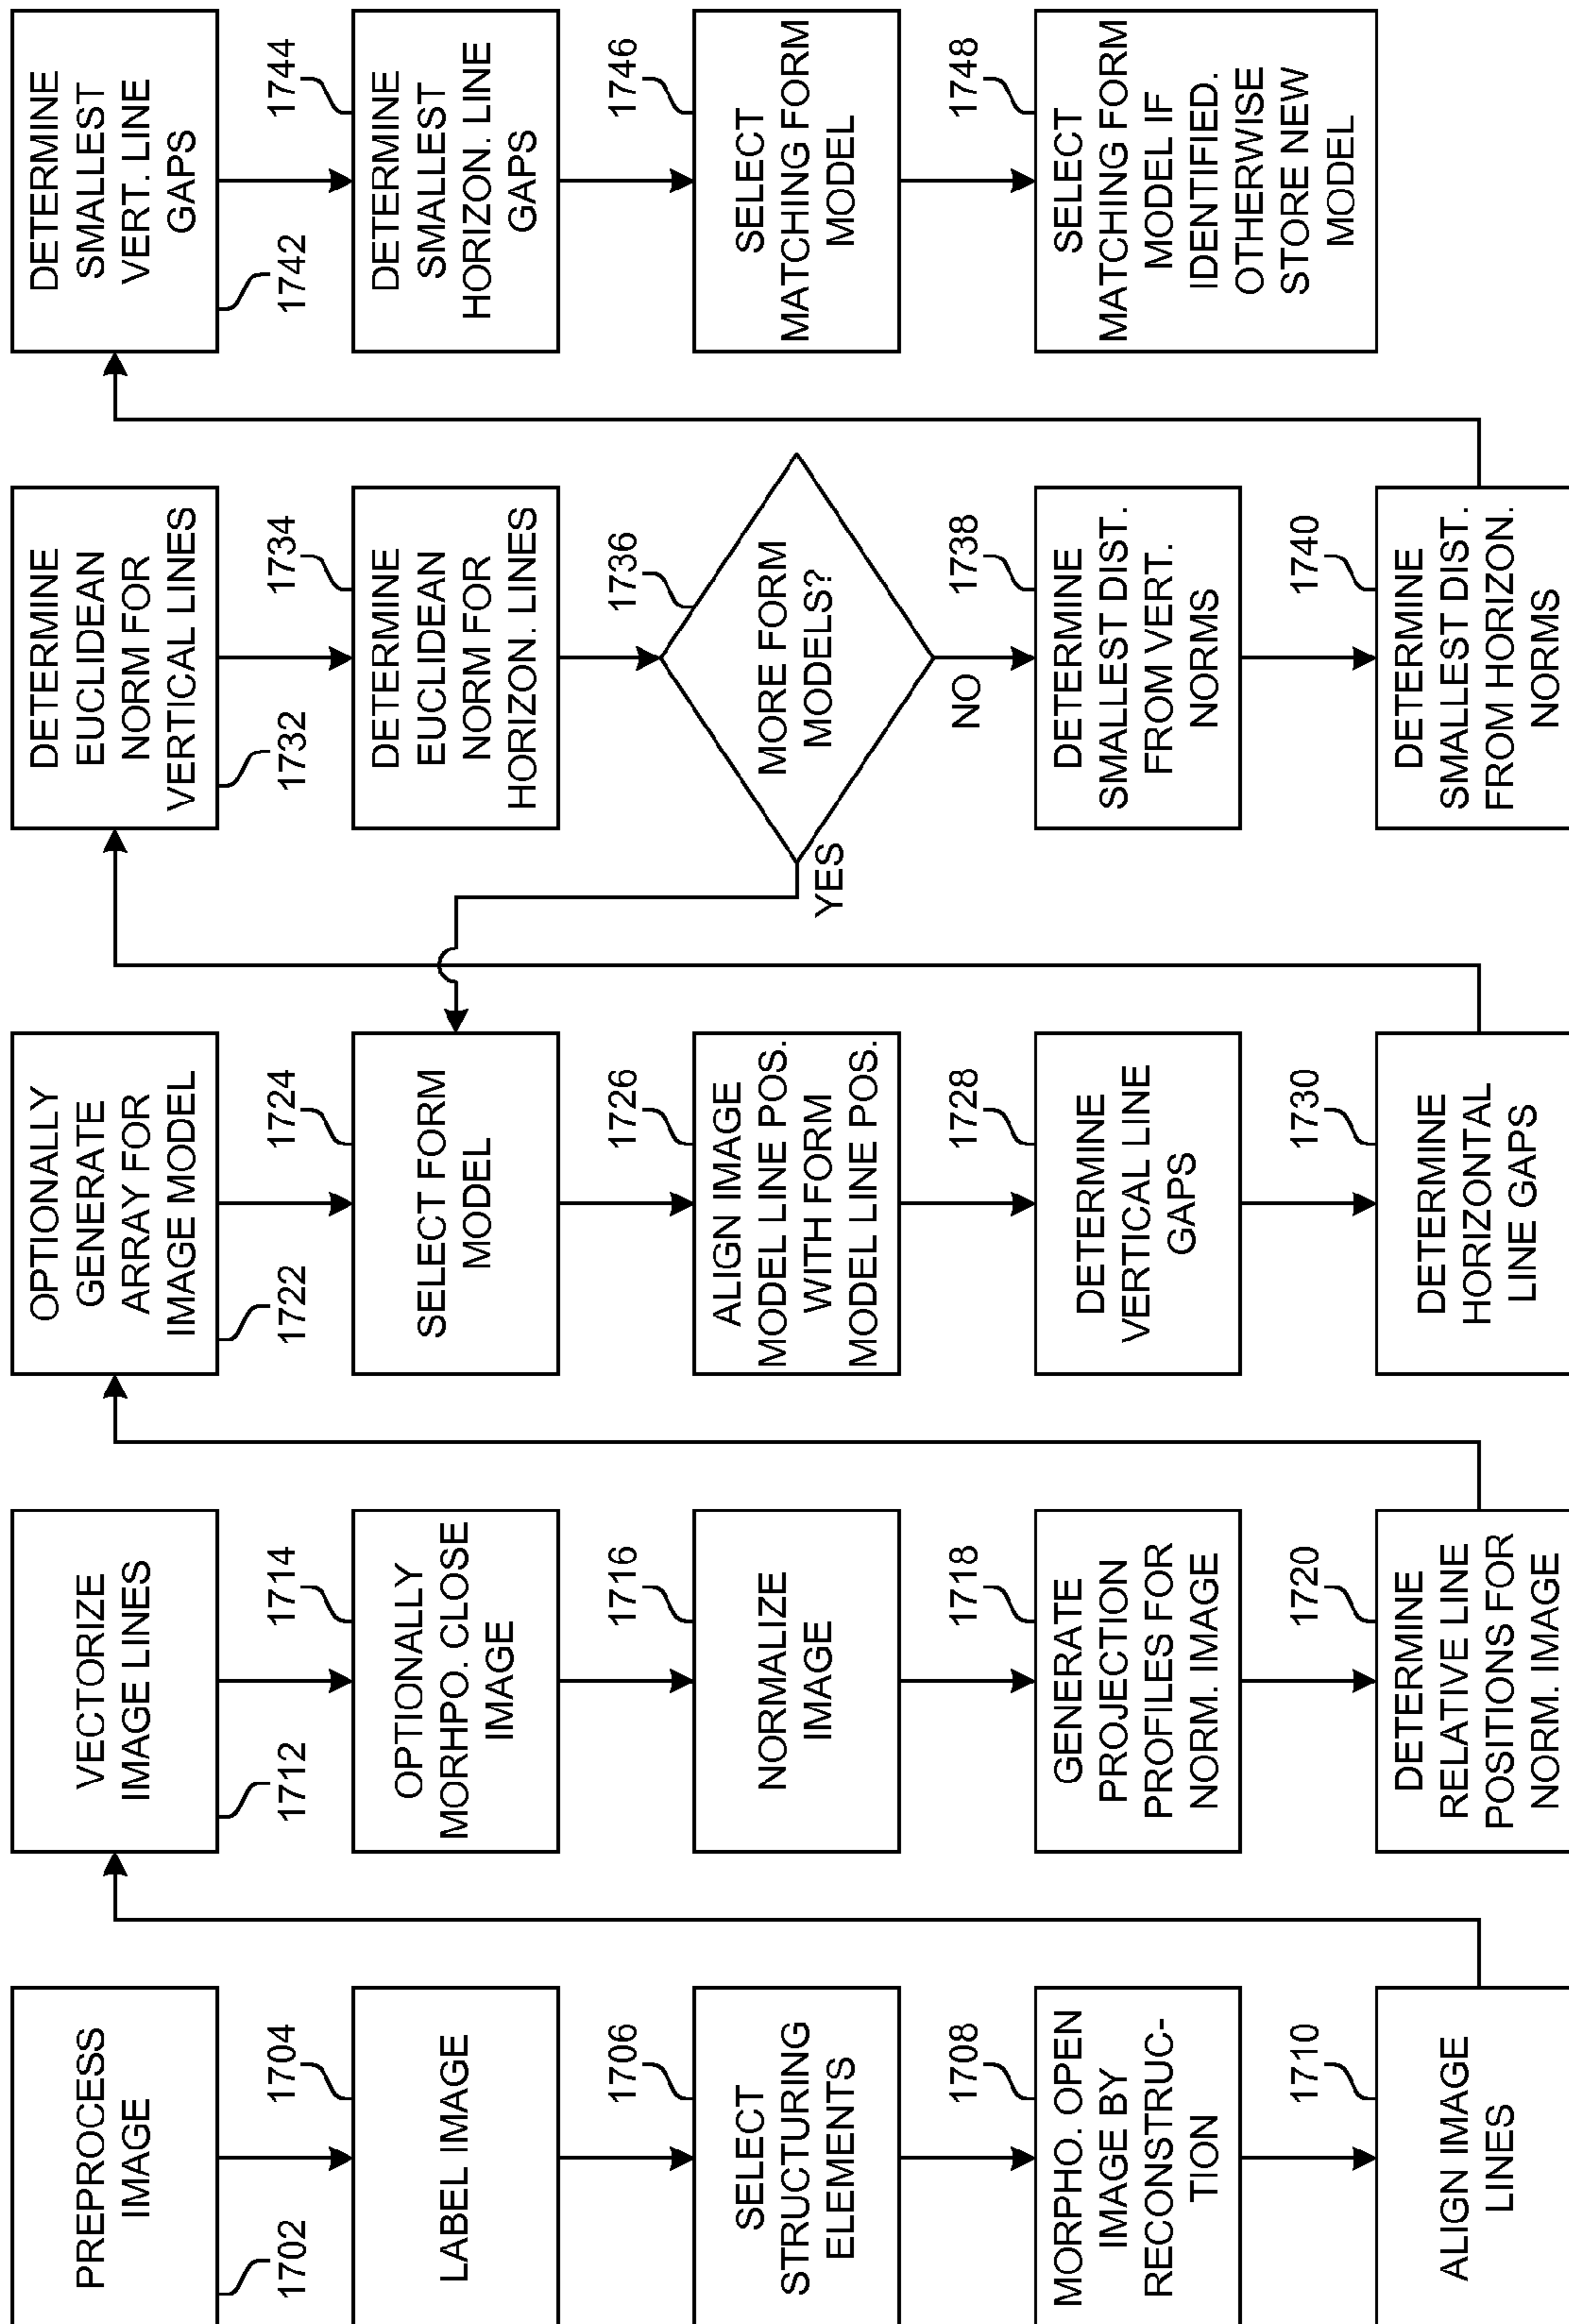 PREPROCESS
IMAGE
1702
1704
LABEL IMAGE
1706
SELECT
STRUCTURING
ELEMENTS
1708
MORPHO. OPEN
IMAGE BY
RECONSTRUC-
TION
1710
ALIGN IMAGE
LINES
VECTORIZE
IMAGE LINES
1712
1714
OPTIONALLY
MORHPO. CLOSE
IMAGE
1716
NORMALIZE
IMAGE
1718
GENERATE
PROJECTION
PROFILES FOR
NORM. IMAGE
1720
DETERMINE
RELATIVE LINE
POSITIONS FOR
NORM. IMAGE
OPTIONALLY
GENERATE
ARRAY FOR
IMAGE MODEL
1722
1724
SELECT FORM
MODEL
1726
ALIGN IMAGE
MODEL LINE POS.
WITH FORM
MODEL LINE POS.
1728
DETERMINE
VERTICAL LINE
GAPS
1730
DETERMINE
HORIZONTAL
LINE GAPS
DETERMINE
EUCLIDEAN
NORM FOR
VERTICAL LINES
1732
1734
DETERMINE
EUCLIDEAN
NORM FOR
HORIZON. LINES
1736
MORE FORM
MODELS?
YES
NO
1738
DETERMINE
SMALLEST DIST.
FROM VERT.
NORMS
1740
DETERMINE
SMALLEST DIST.
FROM HORIZON.
NORMS
DETERMINE
SMALLEST
VERT. LINE
GAPS
1742
1744
DETERMINE
SMALLEST
HORIZON. LINE
GAPS
1746
SELECT
MATCHING FORM
MODEL
1748
SELECT
MATCHING FORM
MODEL IF
IDENTIFIED.
OTHERWISE
STORE NEW
MODEL